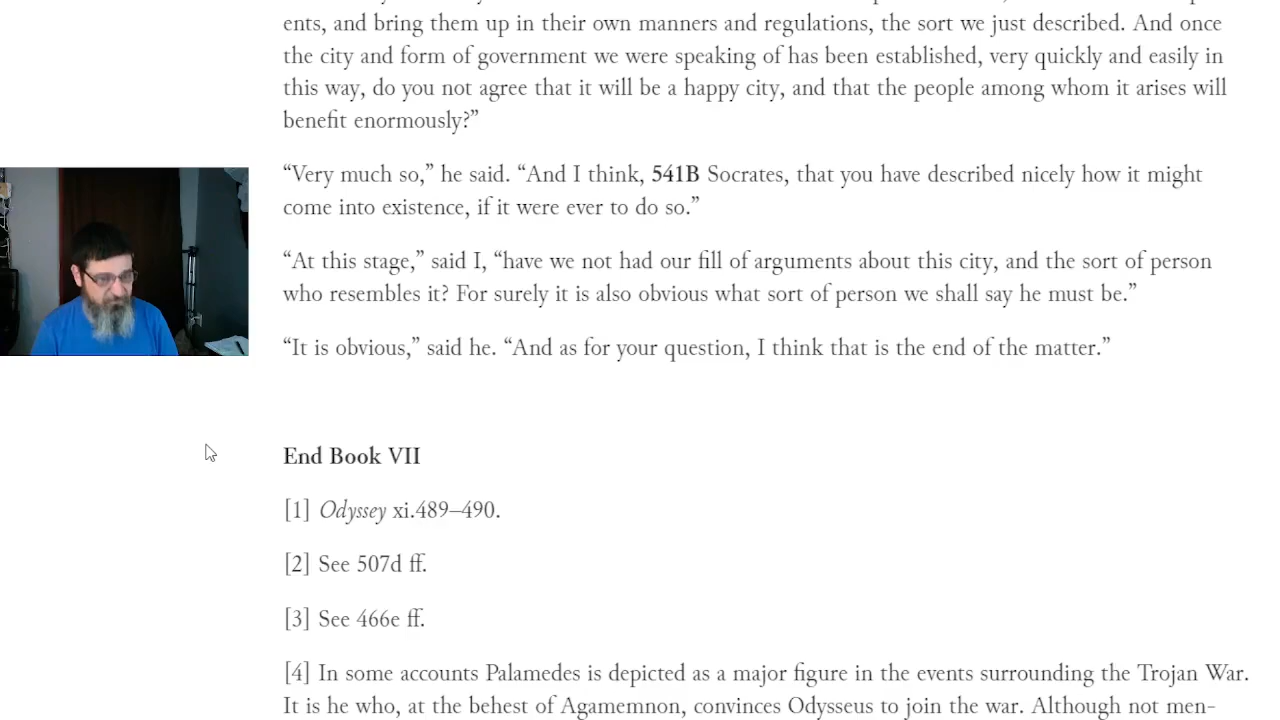 ents, and bring them up in their own manners and regulations, the sort we just described. And once
the city and form of government we were speaking of has been established, very quickly and easily in
this way, do you not agree that it will be a happy city, and that the people among whom it arises will
benefit enormously?”
“Very much so,” he said. “And I think, 541B Socrates, that you have described nicely how it might
come into existence, if it were ever to do so.”
“At this stage,” said I, “have we not had our fill of arguments about this city, and the sort of person
who resembles it? For surely it is also obvious what sort of person we shall say he must be.”
“It is obvious,” said he. “And as for your question, I think that is the end of the matter.”
End Book VII
[1] Odyssey xi.489–490.
[2] See 507d ff.
[3] See 466e ff.
[4] In some accounts Palamedes is depicted as a major figure in the events surrounding the Trojan War.
It is he who, at the behest of Agamemnon, convinces Odysseus to join the war. Although not men-